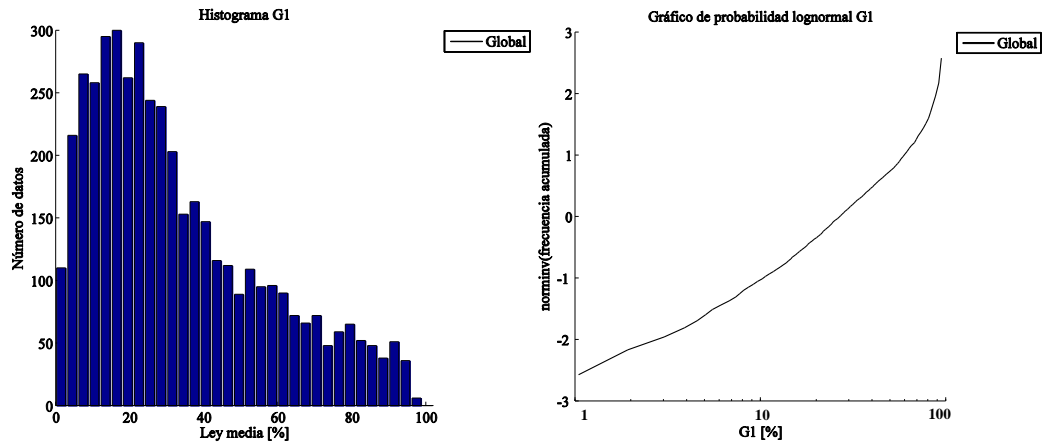 Histograma G1
Global
Número de datos
300
250
200
150
100
50
0
0 20 40 60 80 100
Ley media [%]
Gráfico de probabilidad lognormal G1
Global
norminv(frecuencia acumulada)
3
2
1
0
-1
-2
-3
1 10 100
G1 [%]